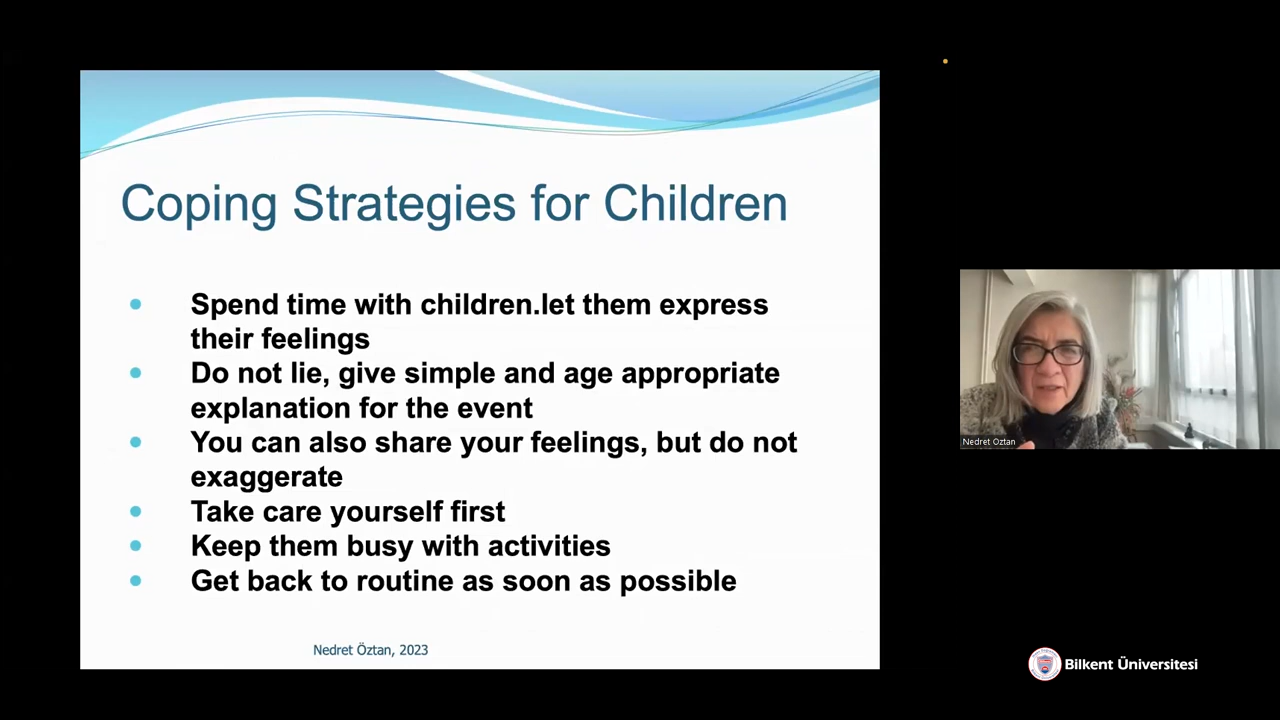 Coping Strategies for Children
Spend time with children.let them express
their feelings
Do not lie, give simple and age appropriate
explanation for the event
You can also share your feelings, but do not
exaggerate
Take care yourself first
Keep them busy with activities
Get back to routine as soon as possible
Nedret Öztan, 2023
Nedret Oztan
Bilkent Üniversitesi